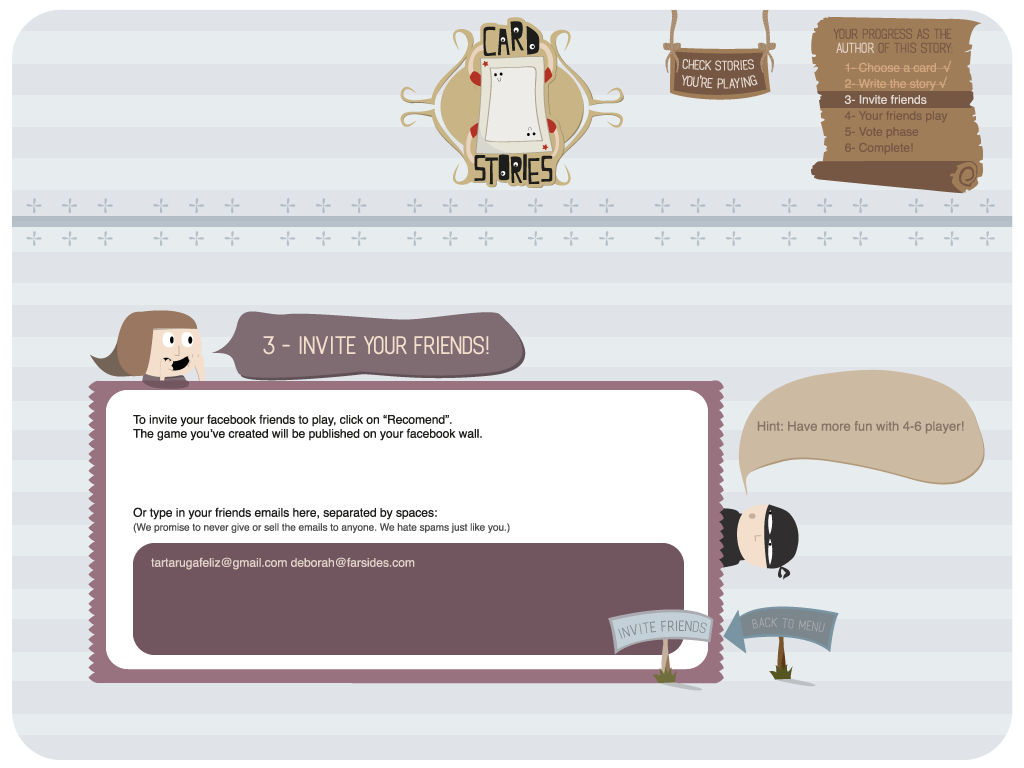 CARD
STORIES
CHECK STORIES
YOU'RE PLAYING
YOUR PROGRESS AS THE
AUTHOR OF THIS STORY:
1- Choose a card √
2- Write the story √
3- Invite friends
4- Your friends play
5- Vote phase
6- Complete!
3 - INVITE YOUR FRIENDS!
To invite your facebook friends to play, click on “Recomend”.
The game you’ve created will be published on your facebook wall.
Hint: Have more fun with 4-6 player!
Or type in your friends emails here, separated by spaces:
(We promise to never give or sell the emails to anyone. We hate spams just like you.)
tartarugafeliz@gmail.com deborah@farsides.com
INVITE FRIENDS
BACK TO MENU